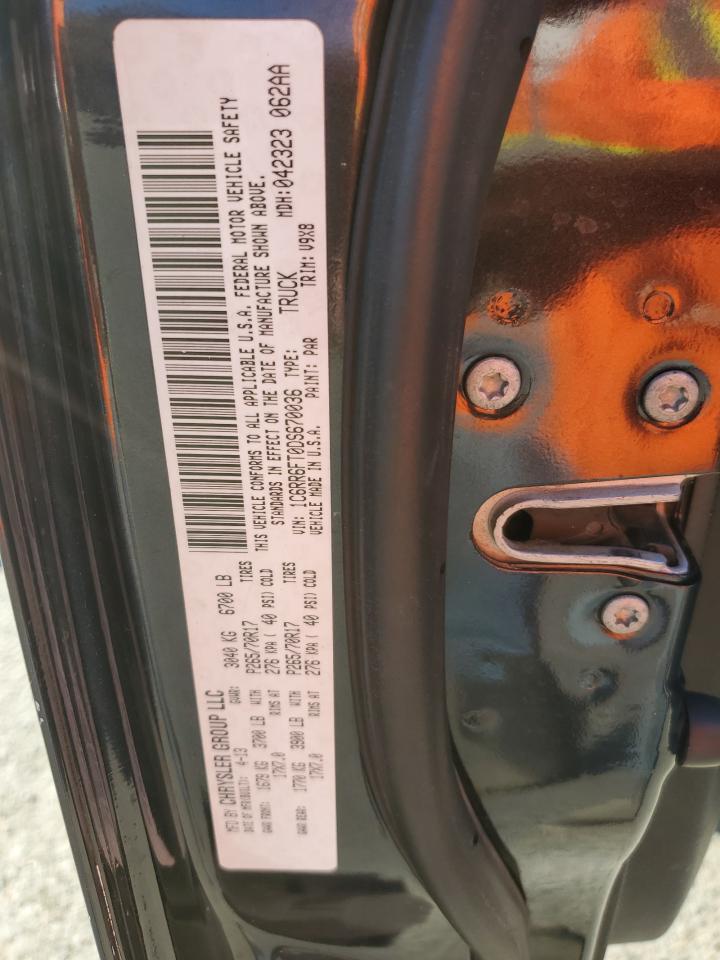 MFD BY CHRYSLER GROUP LLC
DATE OF MFR(BUILT): 4-13 GVWR: 3040 KG 6700 LB
GAWR FRONT: 1679 KG 3700 LB WITH P265/70R17 TIRES
17X7.0 RIMS AT 276 KPA ( 40 PSI) COLD
GAWR REAR: 1770 KG 3900 LB WITH P265/70R17 TIRES
17X7.0 RIMS AT 276 KPA ( 40 PSI) COLD
THIS VEHICLE CONFORMS TO ALL APPLICABLE U.S.A. FEDERAL MOTOR VEHICLE SAFETY
STANDARDS IN EFFECT ON THE DATE OF MANUFACTURE SHOWN ABOVE.
VIN: 1C6RR6FT0DS670036 TYPE: TRUCK MDH:042323 062AA
VEHICLE MADE IN U.S.A. PAINT: PAR TRIM: V9X8